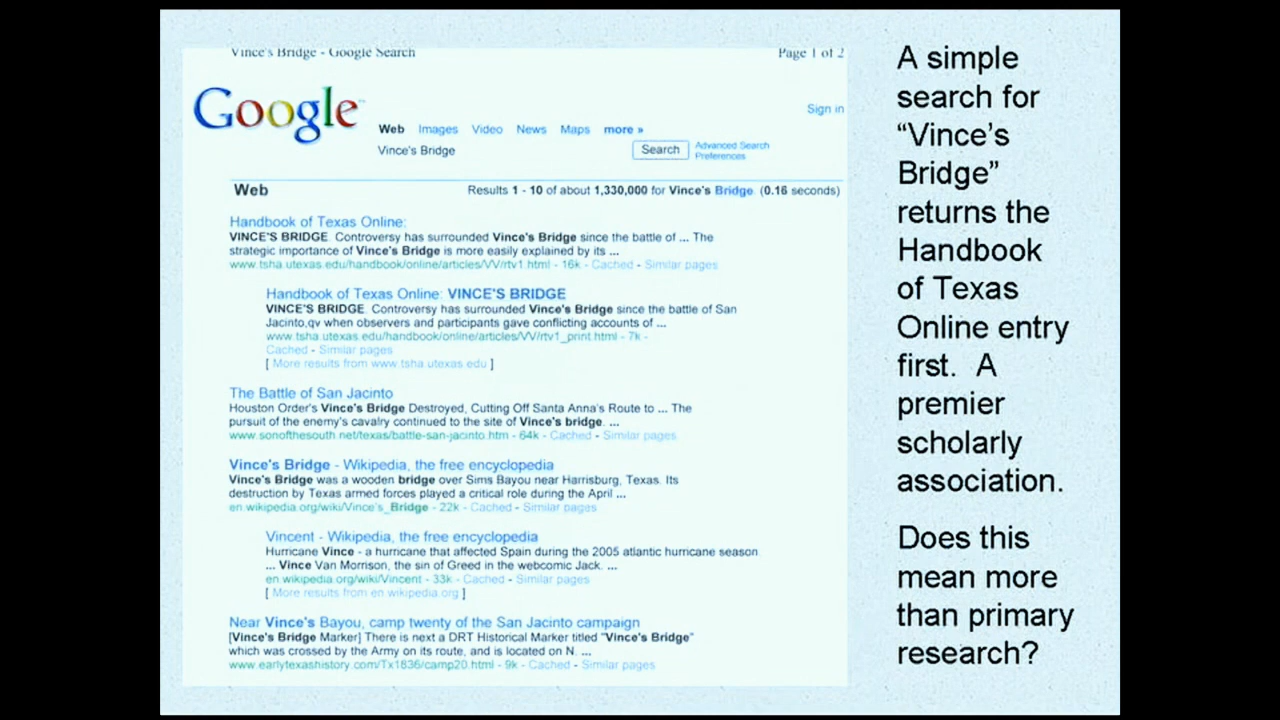 Vince's Bridge - Google Search
Page 1 of 2
Google
Sign in
Web Images Video News Maps more »
Vince's Bridge
Search
Advanced Search
Preferences
Web
Results 1 - 10 of about 1,330,000 for Vince's Bridge. (0.16 seconds)
Handbook of Texas Online:
VINCE'S BRIDGE. Controversy has surrounded Vince's Bridge since the battle of ... The
strategic importance of Vince's Bridge is more easily explained by its ...
www.tsha.utexas.edu/handbook/online/articles/VV/rtv1.html - 16k - Cached - Similar pages
Handbook of Texas Online: VINCE'S BRIDGE
VINCE'S BRIDGE. Controversy has surrounded Vince's Bridge since the battle of San
Jacinto,qv when observers and participants gave conflicting accounts of ...
www.tsha.utexas.edu/handbook/online/articles/VV/rtv1_print.html - 7k -
Cached - Similar pages
[ More results from www.tsha.utexas.edu ]
The Battle of San Jacinto
Houston Order's Vince's Bridge Destroyed, Cutting Off Santa Anna's Route to ... The
pursuit of the enemy's cavalry continued to the site of Vince's bridge. ...
www.sonofthesouth.net/texas/battle-san-jacinto.htm - 64k - Cached - Similar pages
Vince's Bridge - Wikipedia, the free encyclopedia
Vince's Bridge was a wooden bridge over Sims Bayou near Harrisburg, Texas. Its
destruction by Texas armed forces played a critical role during the April ...
en.wikipedia.org/wiki/Vince's_Bridge - 22k - Cached - Similar pages
Vincent - Wikipedia, the free encyclopedia
Hurricane Vince - a hurricane that affected Spain during the 2005 atlantic hurricane season.
... Vince Van Morrison, the sin of Greed in the webcomic Jack. ...
en.wikipedia.org/wiki/Vincent - 33k - Cached - Similar pages
[ More results from en.wikipedia.org ]
Near Vince's Bayou, camp twenty of the San Jacinto campaign
[Vince's Bridge Marker] There is next a DRT Historical Marker titled "Vince's Bridge"
which was crossed by the Army on its route, and is located on N. ...
www.earlytexashistory.com/Tx1836/camp20.html - 9k - Cached - Similar pages
A simple
search for
“Vince’s
Bridge”
returns the
Handbook
of Texas
Online entry
first. A
premier
scholarly
association.
Does this
mean more
than primary
research?